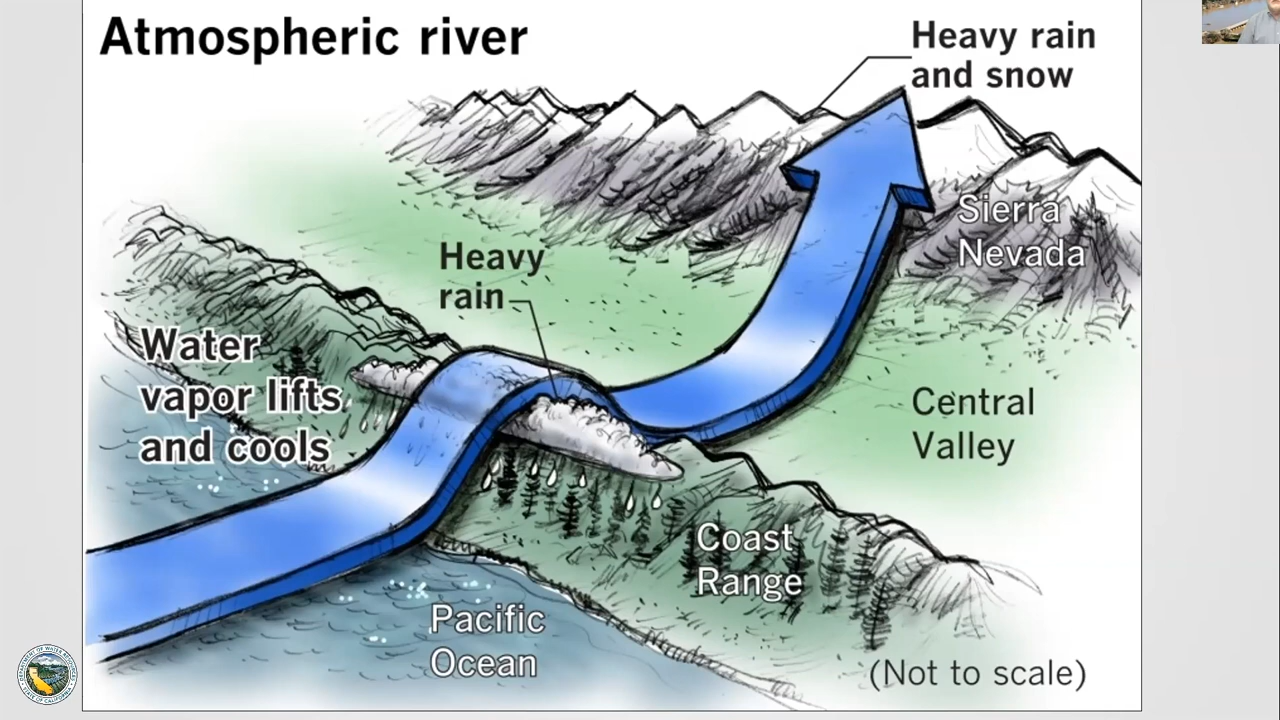 Atmospheric river
Heavy rain
and snow
Sierra
Nevada
Heavy
rain
Water
vapor lifts
and cools
Central
Valley
Coast
Range
Pacific
Ocean
(Not to scale)